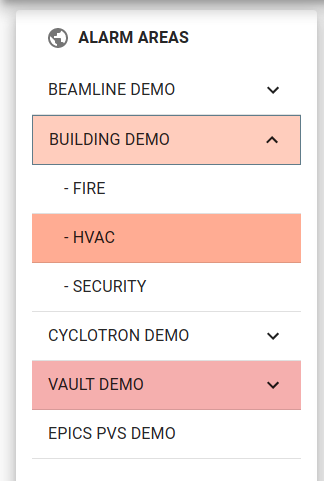 ALARM AREAS
BEAMLINE DEMO
BUILDING DEMO
- FIRE
- HVAC
- SECURITY
CYCLOTRON DEMO
VAULT DEMO
EPICS PVS DEMO